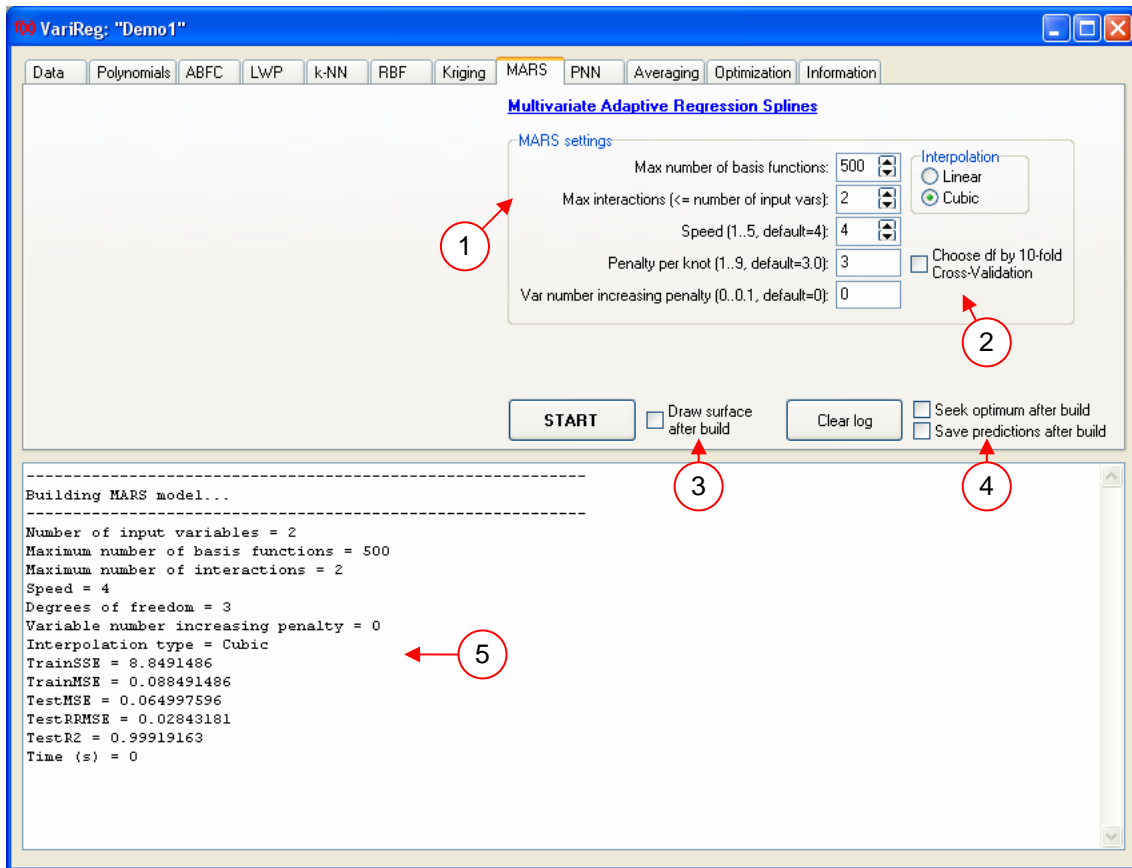 f(x) VariReg: "Demo1"
Data Polynomials ABFC LWP k-NN RBF Kriging MARS PNN Averaging Optimization Information
Multivariate Adaptive Regression Splines
MARS settings
Max number of basis functions: 500
Max interactions (<= number of input vars): 2
Speed (1..5, default=4): 4
Penalty per knot (1..9, default=3.0): 3
Var number increasing penalty (0..0.1, default=0): 0
Interpolation
Linear
Cubic
Choose df by 10-fold
Cross-Validation
1
2
START
Draw surface
after build
Clear log
Seek optimum after build
Save predictions after build
3
4
------------------------------------------------------------
Building MARS model...
------------------------------------------------------------
Number of input variables = 2
Maximum number of basis functions = 500
Maximum number of interactions = 2
Speed = 4
Degrees of freedom = 3
Variable number increasing penalty = 0
Interpolation type = Cubic
TrainSSE = 8.8491486
TrainMSE = 0.088491486
TestMSE = 0.064997596
TestRRMSE = 0.02843181
TestR2 = 0.99919163
Time (s) = 0
5